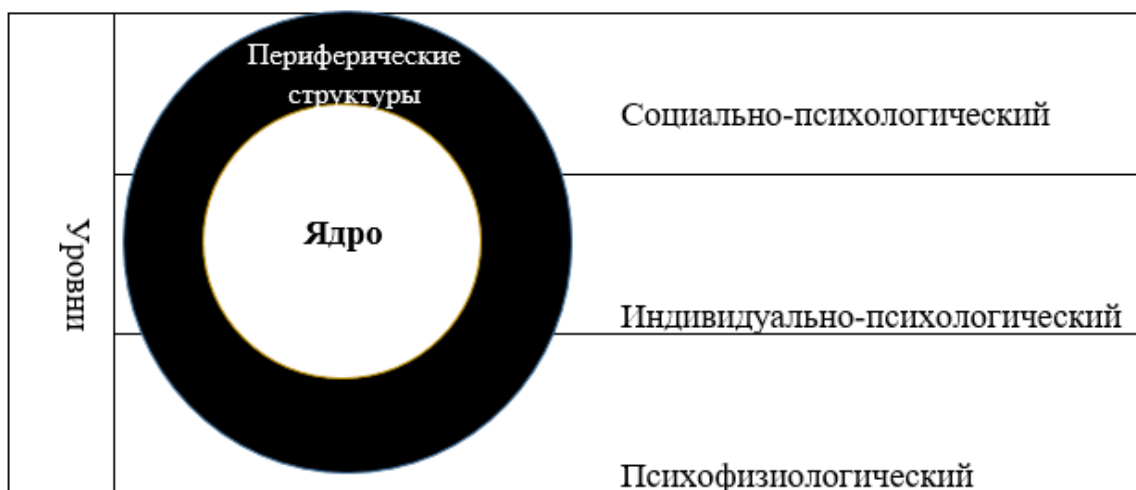 Периферические
структуры
Социально-психологический
Ядро
Уровни
Индивидуально-психологический
Психофизиологический